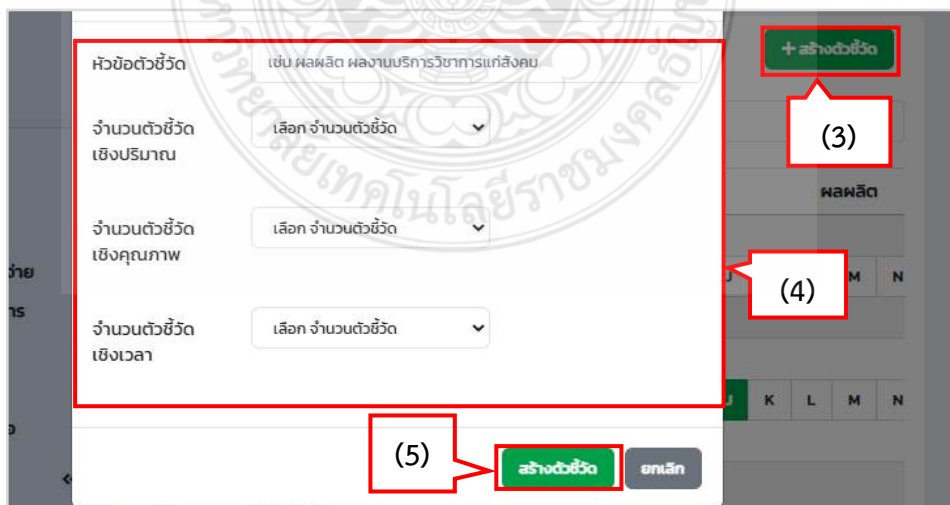 หัวข้อตัวชี้วัด
เช่น ผลผลิต ผลงานบริการวิชาการแก่สังคม
+ สร้างตัวชี้วัด
(3)
จำนวนตัวชี้วัด
เชิงปริมาณ
เลือก จำนวนตัวชี้วัด
ผลผลิต
จำนวนตัวชี้วัด
เชิงคุณภาพ
เลือก จำนวนตัวชี้วัด
(4)
M N
จำนวนตัวชี้วัด
เชิงเวลา
เลือก จำนวนตัวชี้วัด
J K L M N
(5)
สร้างตัวชี้วัด
ยกเลิก